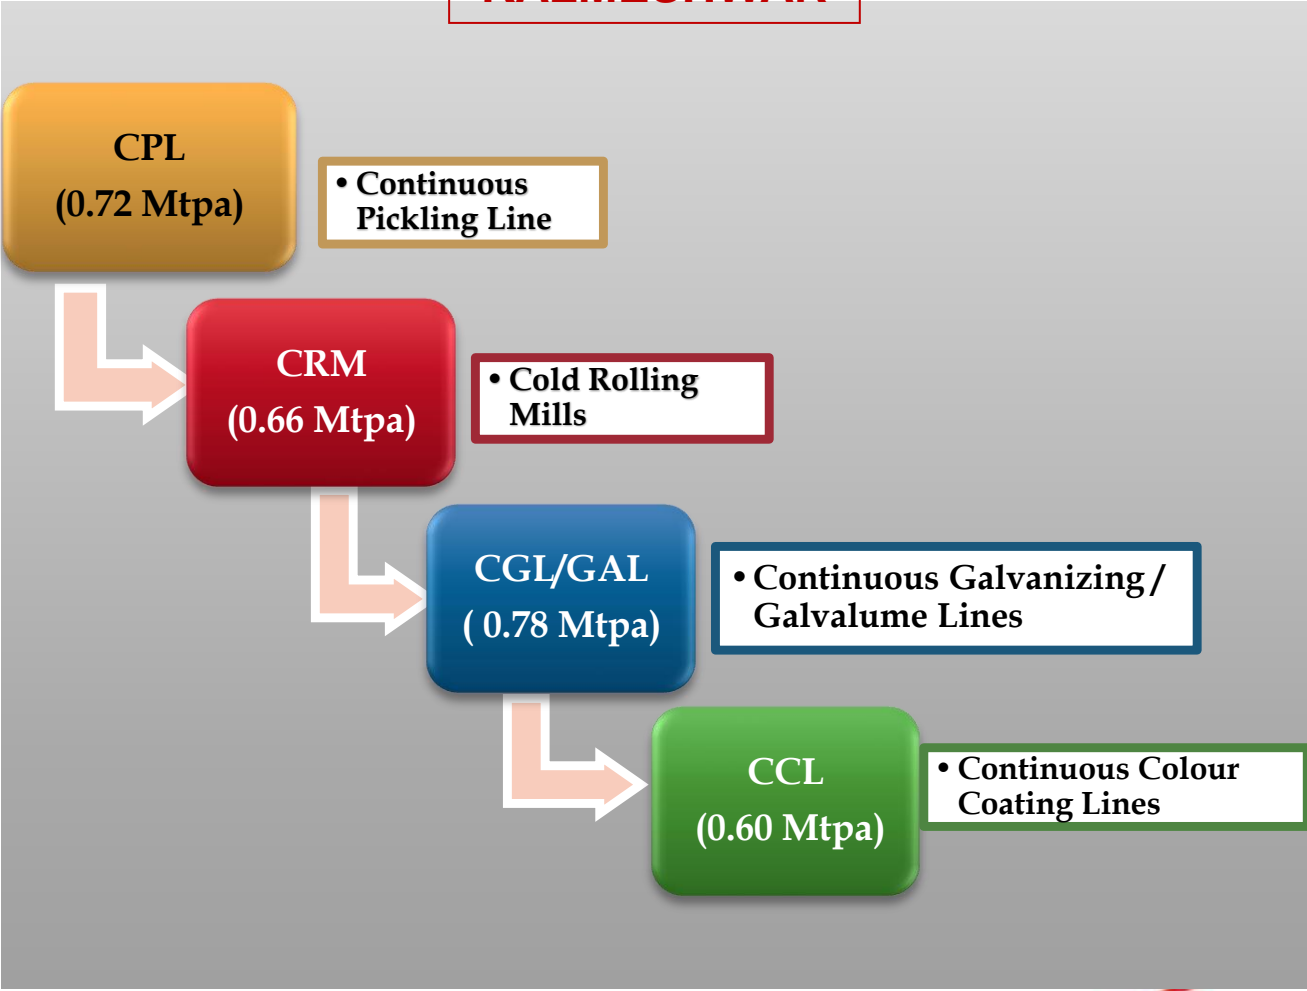 CPL
(0.72 Mtpa)
• Continuous
Pickling Line
CRM
(0.66 Mtpa)
• Cold Rolling
Mills
CGL/GAL
( 0.78 Mtpa)
• Continuous Galvanizing /
Galvalume Lines
CCL
(0.60 Mtpa)
• Continuous Colour
Coating Lines